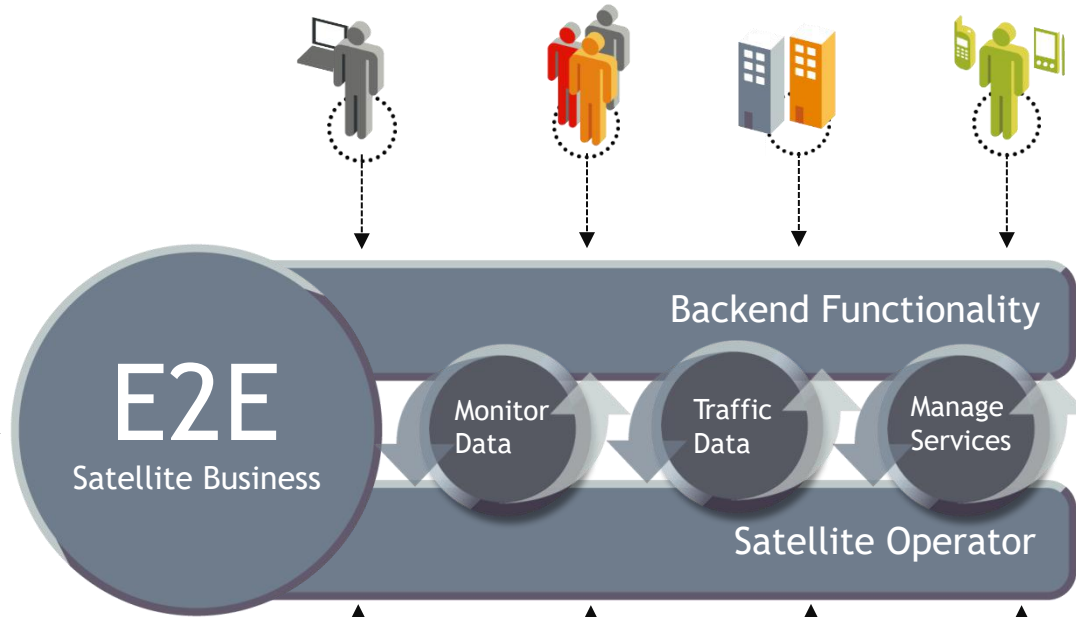 Backend Functionality
E2E
Satellite Business
Monitor
Data
Traffic
Data
Manage
Services
Satellite Operator